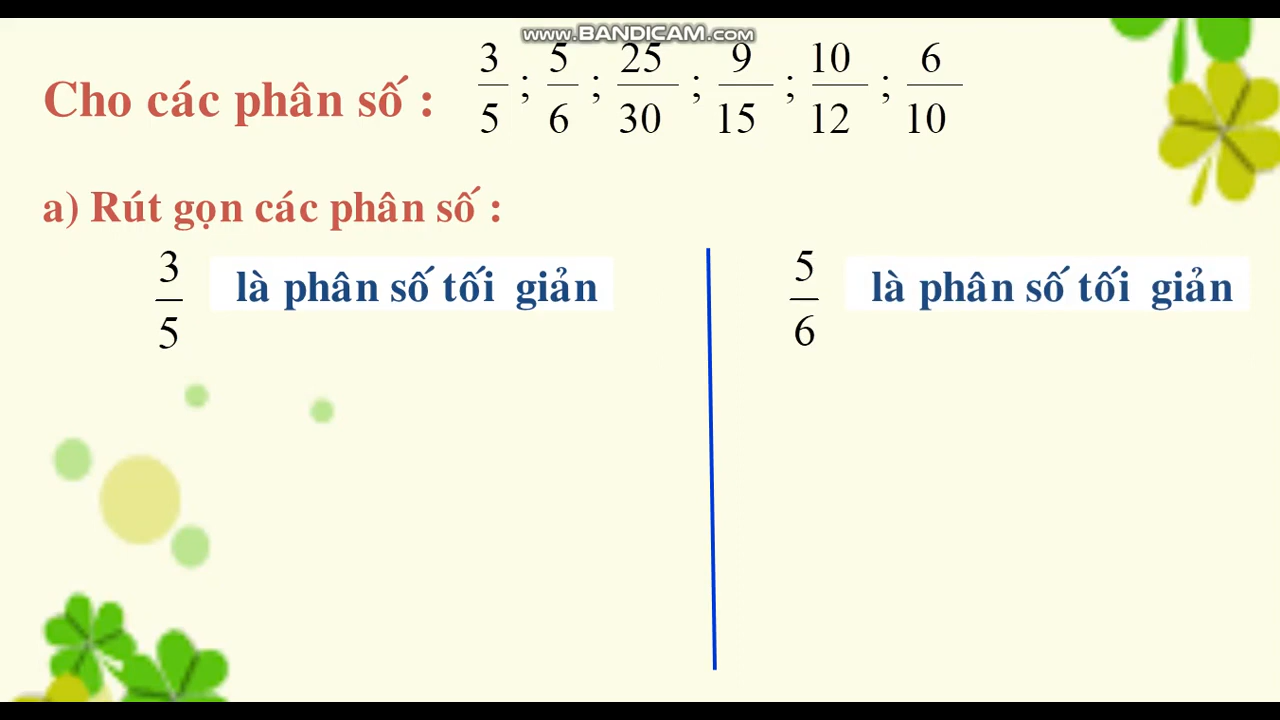 www.BANDICAM.com
Cho các phân số : 3/5 ; 5/6 ; 25/30 ; 9/15 ; 10/12 ; 6/10
a) Rút gọn các phân số :
3/5 là phân số tối giản
5/6 là phân số tối giản